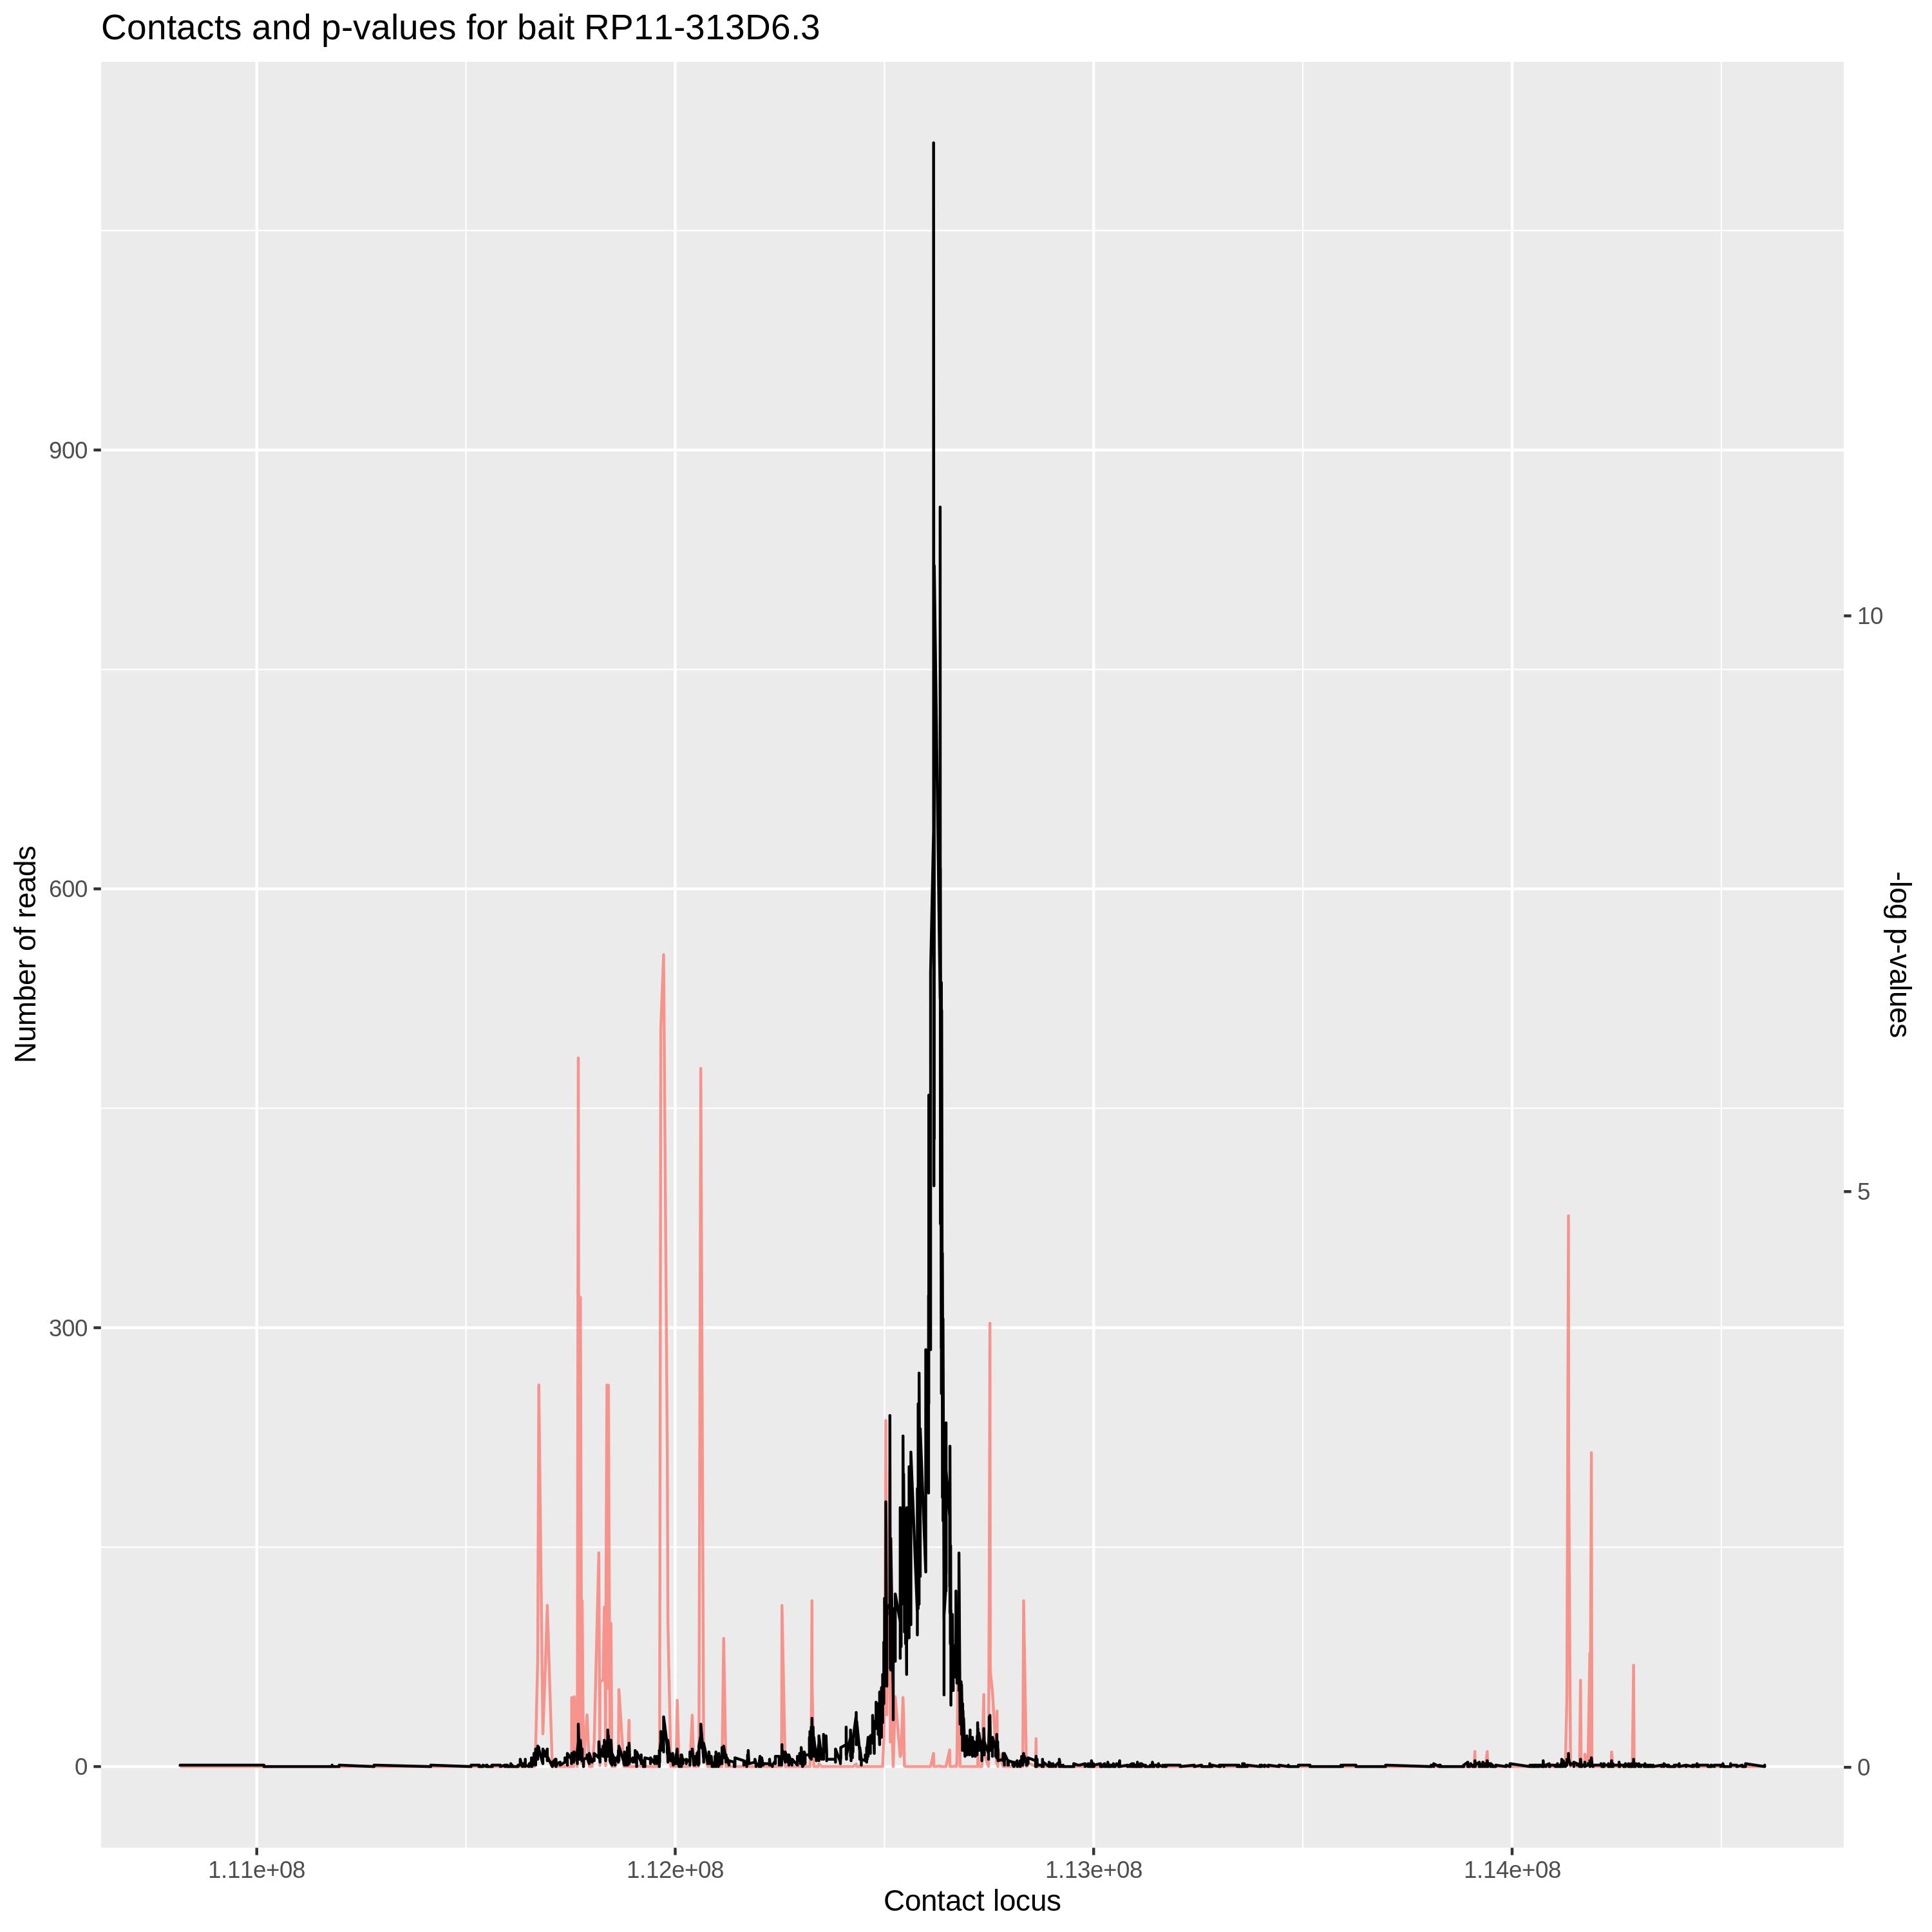 Contacts and p-values for bait RP11-313D6.3
Number of reads
900
600
300
0
10
5
0
-log p-values
1.11e+08
1.12e+08
1.13e+08
1.14e+08
Contact locus